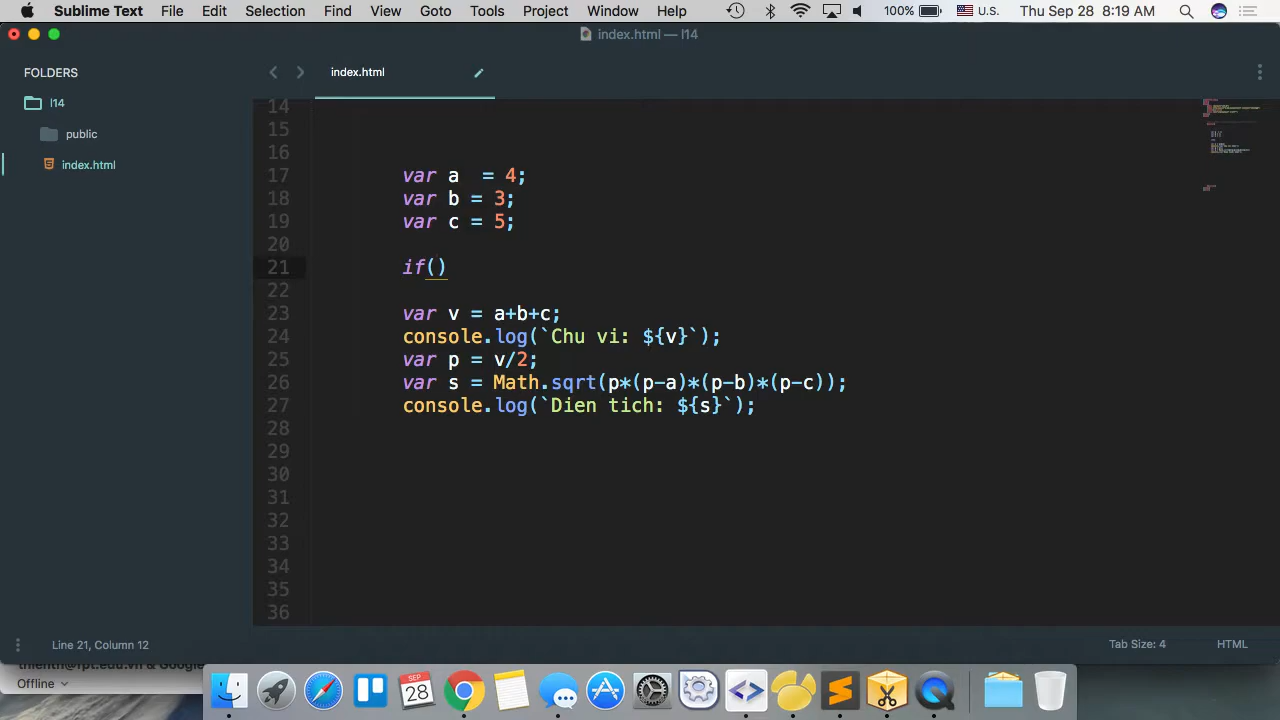 Sublime Text File Edit Selection Find View Goto Tools Project Window Help 100% U.S. Thu Sep 28 8:19 AM
index.html — l14
FOLDERS
l14
public
index.html
index.html
14
15
16
17 var a  = 4;
18 var b = 3;
19 var c = 5;
20
21 if()
22
23 var v = a+b+c;
24 console.log(`Chu vi: ${v}`);
25 var p = v/2;
26 var s = Math.sqrt(p*(p-a)*(p-b)*(p-c));
27 console.log(`Dien tich: ${s}`);
28
29
30
31
32
33
34
35
36
Line 21, Column 12 Tab Size: 4 HTML
& Google
Offline
SEP
28